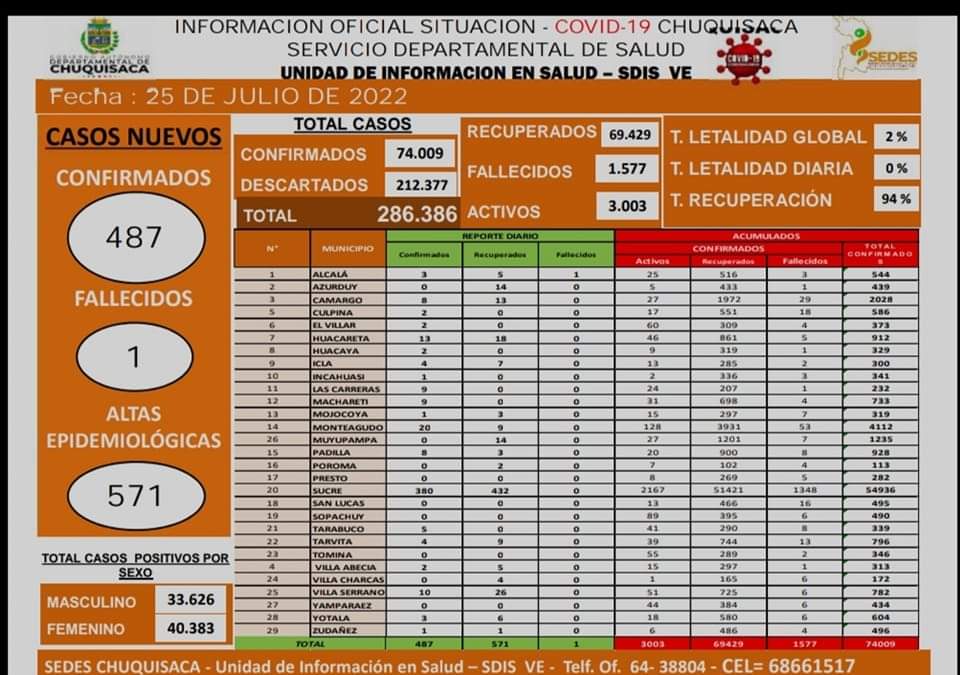 INFORMACION OFICIAL SITUACION - COVID-19 CHUQUISACA
SERVICIO DEPARTAMENTAL DE SALUD
UNIDAD DE INFORMACION EN SALUD – SDIS VE
GOBIERNO AUTÓNOMO
DEPARTAMENTAL DE
CHUQUISACA
COVID-19
SEDES
Fecha : 25 DE JULIO DE 2022
CASOS NUEVOS
CONFIRMADOS
487
FALLECIDOS
1
ALTAS
EPIDEMIOLÓGICAS
571
TOTAL CASOS POSITIVOS POR
SEXO
MASCULINO 33.626
FEMENINO 40.383
TOTAL CASOS
CONFIRMADOS 74.009
DESCARTADOS 212.377
TOTAL 286.386
RECUPERADOS 69.429
FALLECIDOS 1.577
ACTIVOS 3.003
T. LETALIDAD GLOBAL 2 %
T. LETALIDAD DIARIA 0 %
T. RECUPERACIÓN 94 %
N° MUNICIPIO REPORTE DIARIO ACUMULADOS
CONFIRMADOS TOTAL CONFIRMADOS
Confirmados Recuperados Fallecidos Activos Recuperados Fallecidos
1 ALCALÁ 3 5 1 25 516 3 544
2 AZURDUY 0 14 0 5 433 1 439
3 CAMARGO 8 13 0 27 1972 29 2028
5 CULPINA 2 0 0 17 551 18 586
6 EL VILLAR 2 0 0 60 309 4 373
7 HUACARETA 13 18 0 46 861 5 912
8 HUACAYA 2 0 0 9 319 1 329
9 ICLA 4 7 0 13 285 2 300
10 INCAHUASI 1 0 0 2 336 3 341
11 LAS CARRERAS 9 0 0 24 207 1 232
12 MACHARETI 9 0 0 31 698 4 733
13 MOJOCOYA 1 3 0 15 297 7 319
14 MONTEAGUDO 20 9 0 128 3931 53 4112
26 MUYUPAMPA 0 14 0 27 1201 7 1235
15 PADILLA 8 3 0 20 900 8 928
16 POROMA 0 2 0 7 102 4 113
17 PRESTO 0 0 0 8 269 5 282
20 SUCRE 380 432 0 2167 51421 1348 54936
18 SAN LUCAS 0 0 0 13 466 16 495
19 SOPACHUY 0 0 0 89 395 6 490
21 TARABUCO 5 0 0 41 290 8 339
22 TARVITA 4 9 0 39 744 13 796
23 TOMINA 0 0 0 55 289 2 346
4 VILLA ABECIA 2 5 0 15 297 1 313
24 VILLA CHARCAS 0 4 0 1 165 6 172
25 VILLA SERRANO 10 26 0 51 725 6 782
27 YAMPARAEZ 0 0 0 44 384 6 434
28 YOTALA 3 6 0 18 580 6 604
29 ZUDAÑEZ 1 1 0 6 486 4 496
TOTAL 487 571 1 3003 69429 1577 74009
SEDES CHUQUISACA - Unidad de Información en Salud – SDIS VE - Telf. Of. 64- 38804 - CEL= 68661517